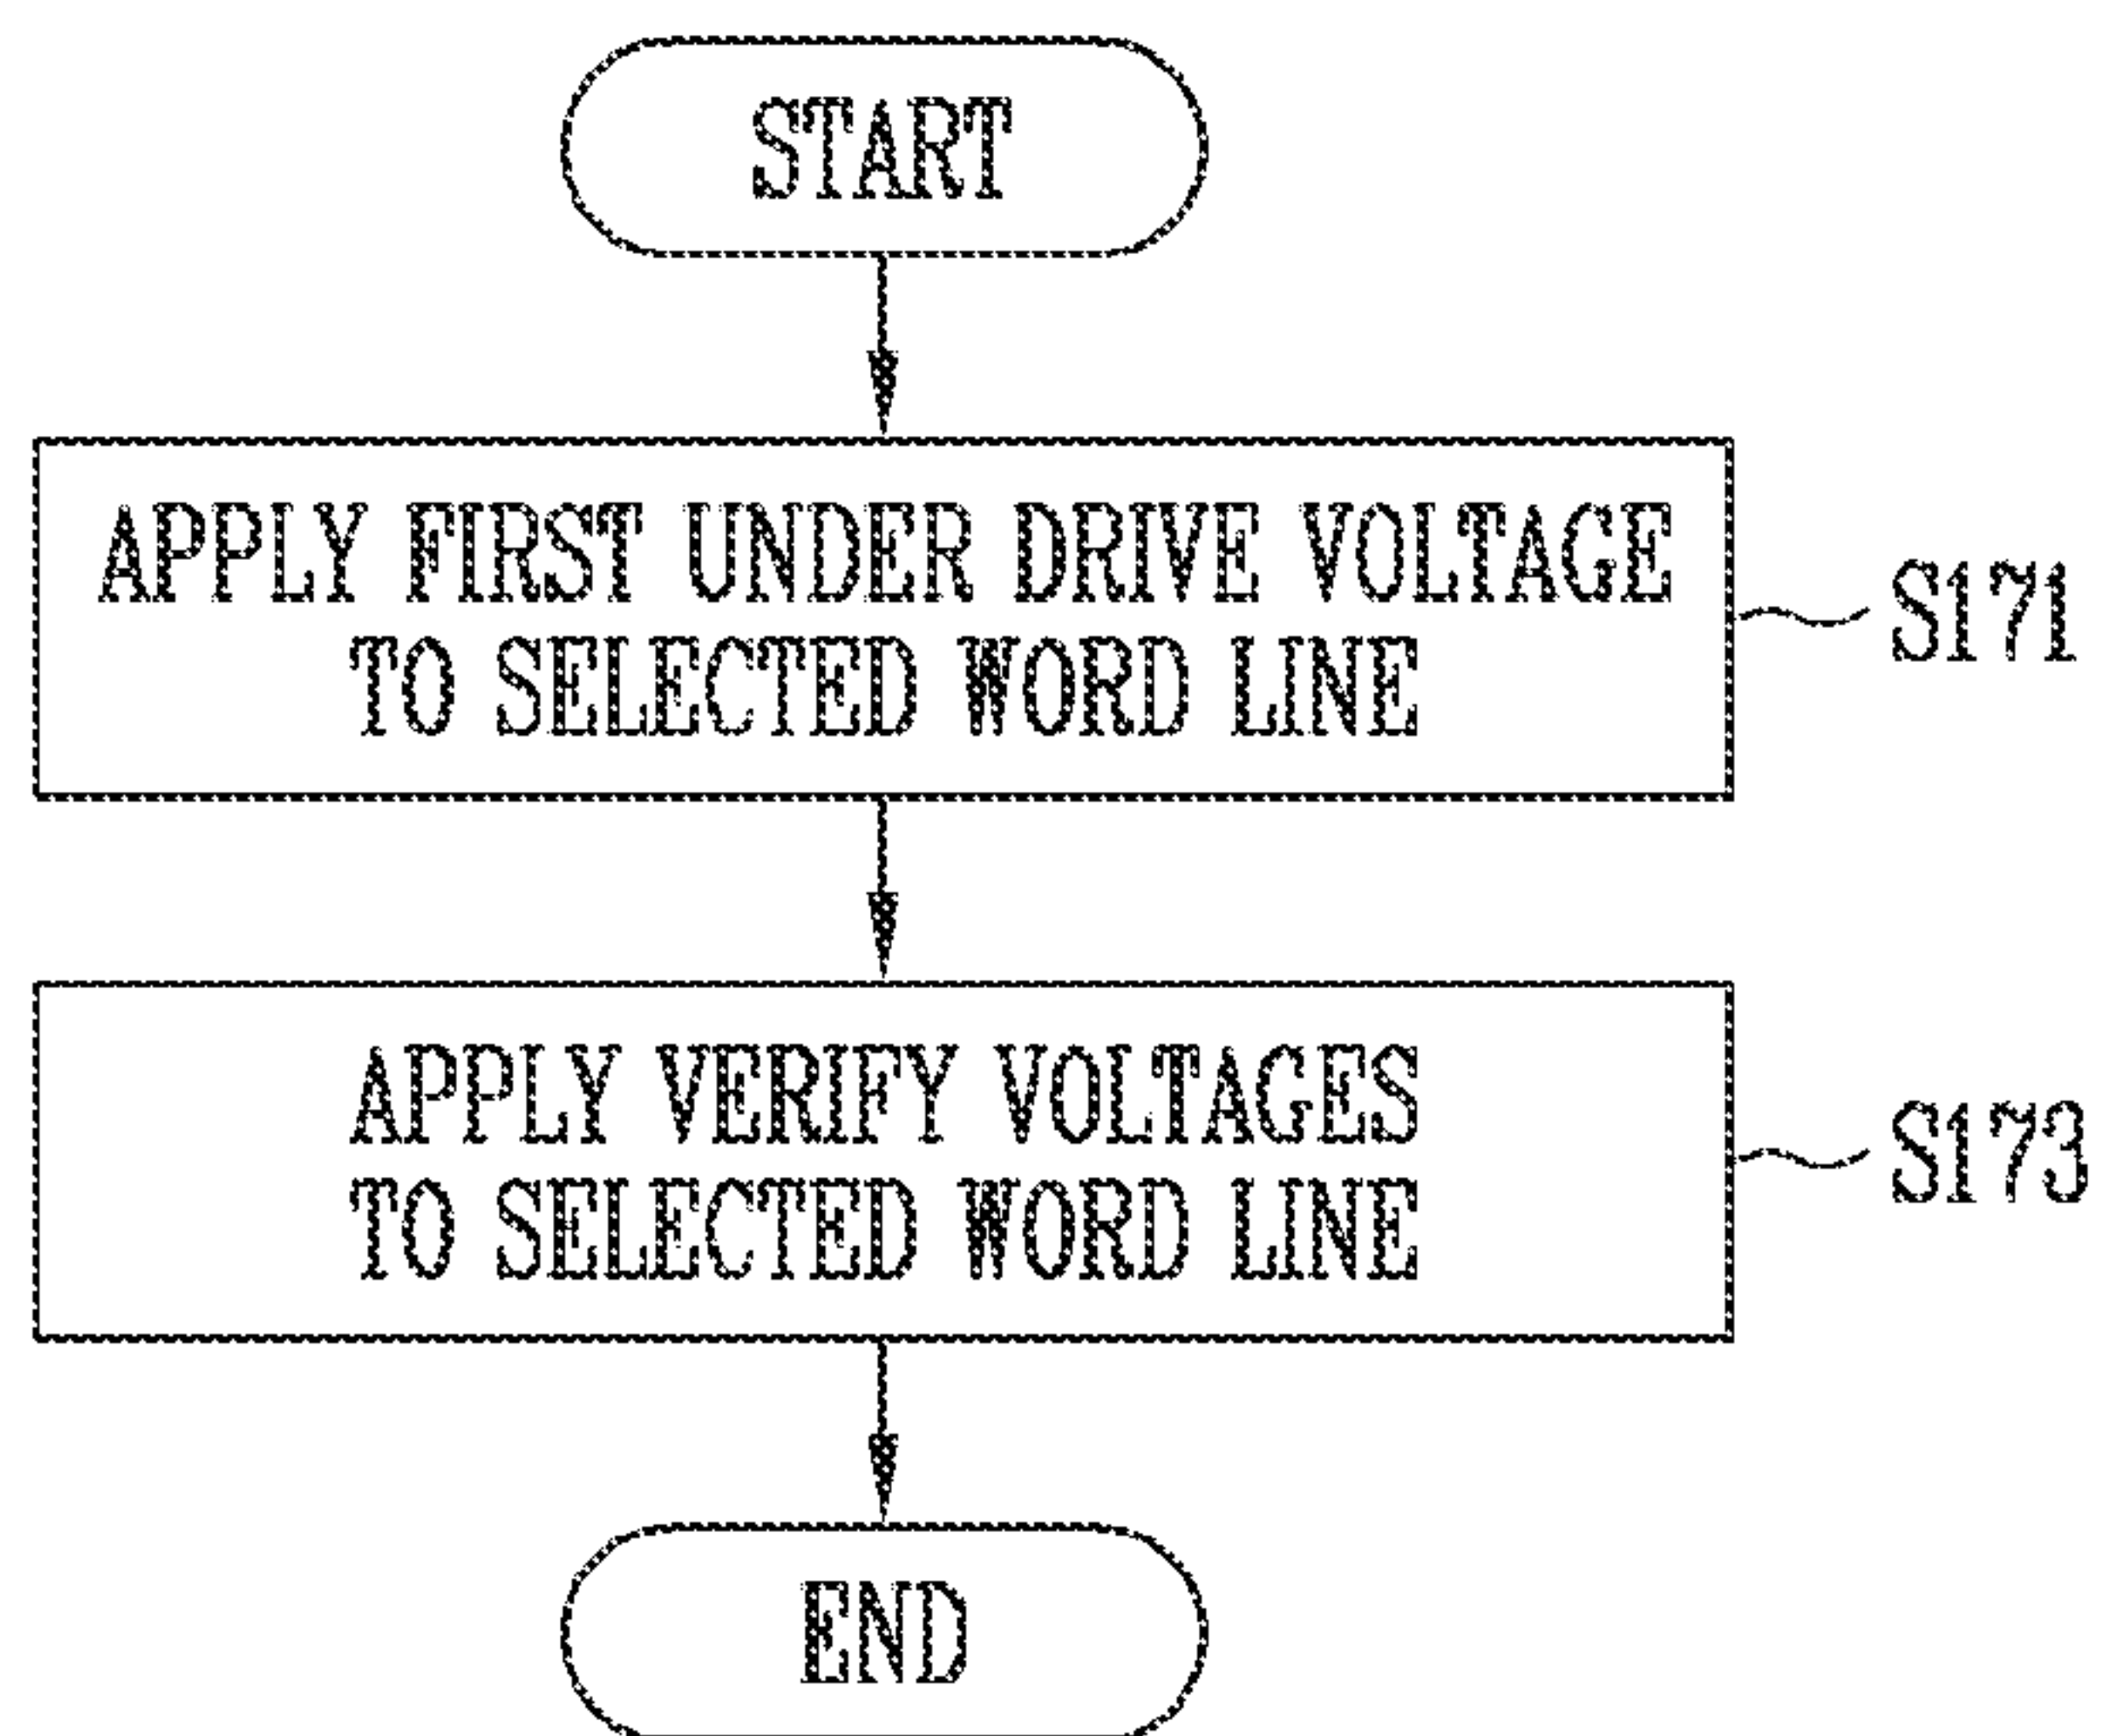 START
APPLY FIRST UNDER DRIVE VOLTAGE
TO SELECTED WORD LINE
S171
APPLY VERIFY VOLTAGES
TO SELECTED WORD LINE
S173
END